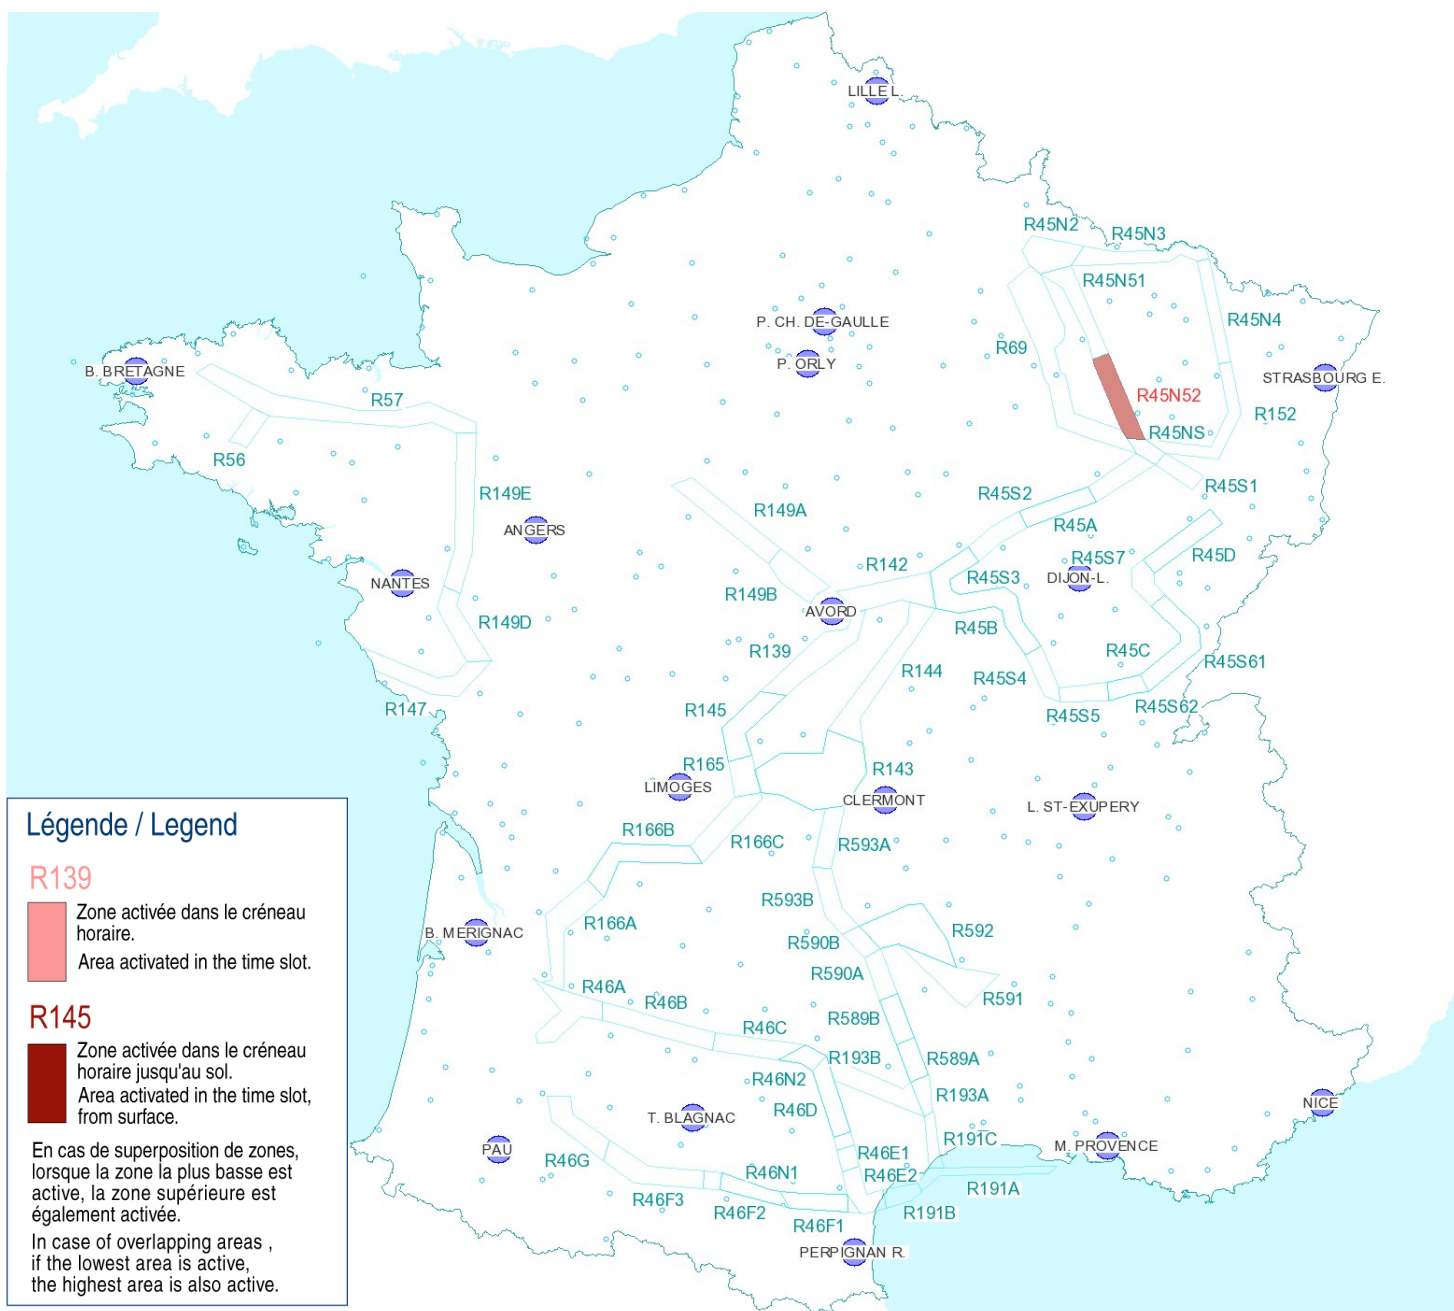 LILLE L.
R45N2
R45N3
R45N51
P. CH. DE-GAULLE
R45N4
R69
P. ORLY
B. BRETAGNE
STRASBOURG E.
R45N52
R57
R152
R45NS
R56
R149E
R45S2
R45S1
R149A
ANGERS
R45A
R45S7
R45D
R142
NANTES
R45S3
DIJON-L.
R149B
AVORD
R149D
R45B
R139
R45C
R45S61
R144
R45S4
R147
R145
R45S5
R45S62
R165
R143
LIMOGES
CLERMONT
L. ST-EXUPERY
R166B
R166C
R593A
R593B
R166A
B. MERIGNAC
R590B
R592
R590A
R46A
R46B
R591
R46C
R589B
R193B
R589A
R46N2
R193A
R46D
NICE
T. BLAGNAC
R191C
PAU
M. PROVENCE
R46G
R46E1
R46N1
R46E2
R191A
R46F3
R46F2
R191B
R46F1
PERPIGNAN R.
Légende / Legend
R139
Zone activée dans le créneau
horaire.
Area activated in the time slot.
R145
Zone activée dans le créneau
horaire jusqu'au sol.
Area activated in the time slot,
from surface.
En cas de superposition de zones,
lorsque la zone la plus basse est
active, la zone supérieure est
également activée.
In case of overlapping areas ,
if the lowest area is active,
the highest area is also active.